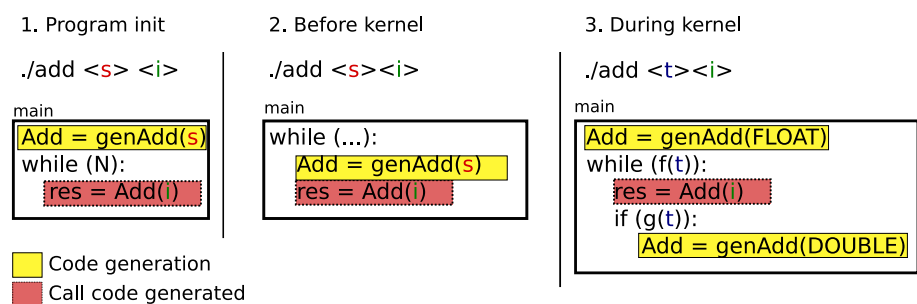 1. Program init
./add <s> <i>
main
Add = genAdd(s)
while (N):
res = Add(i)
2. Before kernel
./add <s><i>
while (...):
Add = genAdd(s)
res = Add(i)
3. During kernel
./add <t><i>
main
Add = genAdd(FLOAT)
while (f(t)):
res = Add(i)
if (g(t)):
Add = genAdd(DOUBLE)
Code generation
Call code generated